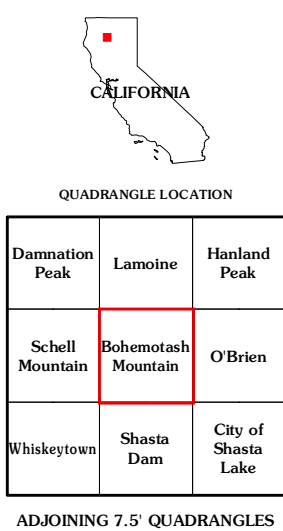 CALIFORNIA
QUADRANGLE LOCATION
Damnation
Peak
Lamoine
Hanland
Peak
Schell
Mountain
Bohemotash
Mountain
O'Brien
Whiskeytown
Shasta
Dam
City of
Shasta
Lake
ADJOINING 7.5' QUADRANGLES